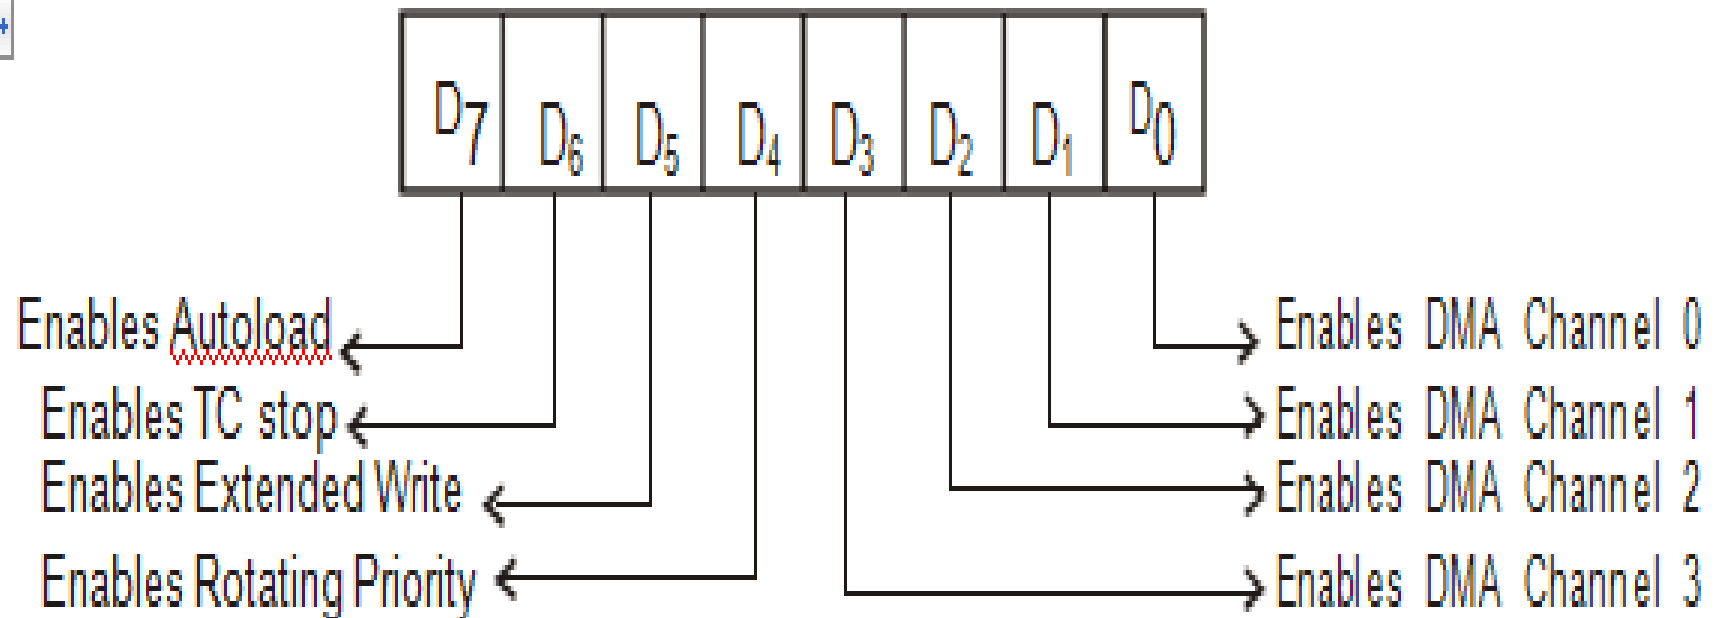 D7 D6 D5 D4 D3 D2 D1 D0
Enables Autoload
Enables TC stop
Enables Extended Write
Enables Rotating Priority
Enables DMA Channel 0
Enables DMA Channel 1
Enables DMA Channel 2
Enables DMA Channel 3